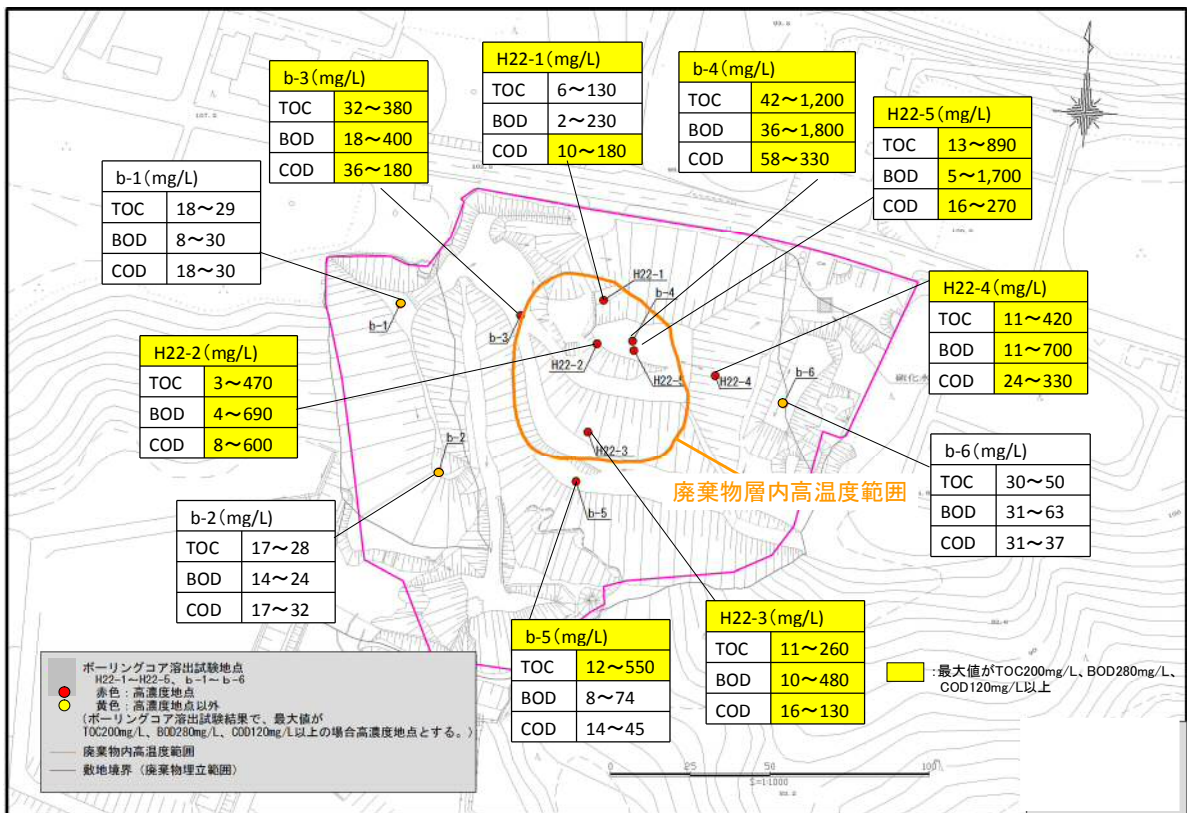 b-3(mg/L)
TOC 32～380
BOD 18～400
COD 36～180
H22-1(mg/L)
TOC 6～130
BOD 2～230
COD 10～180
b-4(mg/L)
TOC 42～1,200
BOD 36～1,800
COD 58～330
H22-5(mg/L)
TOC 13～890
BOD 5～1,700
COD 16～270
b-1(mg/L)
TOC 18～29
BOD 8～30
COD 18～30
H22-4(mg/L)
TOC 11～420
BOD 11～700
COD 24～330
H22-2(mg/L)
TOC 3～470
BOD 4～690
COD 8～600
H22-1
b-4
b-1
b-3
H22-2
H22-5
H22-4
b-6
b-2
H22-3
b-5
廃棄物層内高温度範囲
b-6(mg/L)
TOC 30～50
BOD 31～63
COD 31～37
b-2(mg/L)
TOC 17～28
BOD 14～24
COD 17～32
b-5(mg/L)
TOC 12～550
BOD 8～74
COD 14～45
H22-3(mg/L)
TOC 11～260
BOD 10～480
COD 16～130
:最大値がTOC200mg/L、BOD280mg/L、
COD120mg/L以上
ボーリングコア溶出試験地点
H22-1～H22-5、b-1～b-6
赤色：高濃度地点
黄色：高濃度地点以外
(ボーリングコア溶出試験結果で、最大値が
TOC200mg/L、BOD280mg/L、COD120mg/L以上の場合高濃度地点とする。)
廃棄物内高温度範囲
敷地境界（廃棄物埋立範囲）
0 25 50 100
S=1:1000